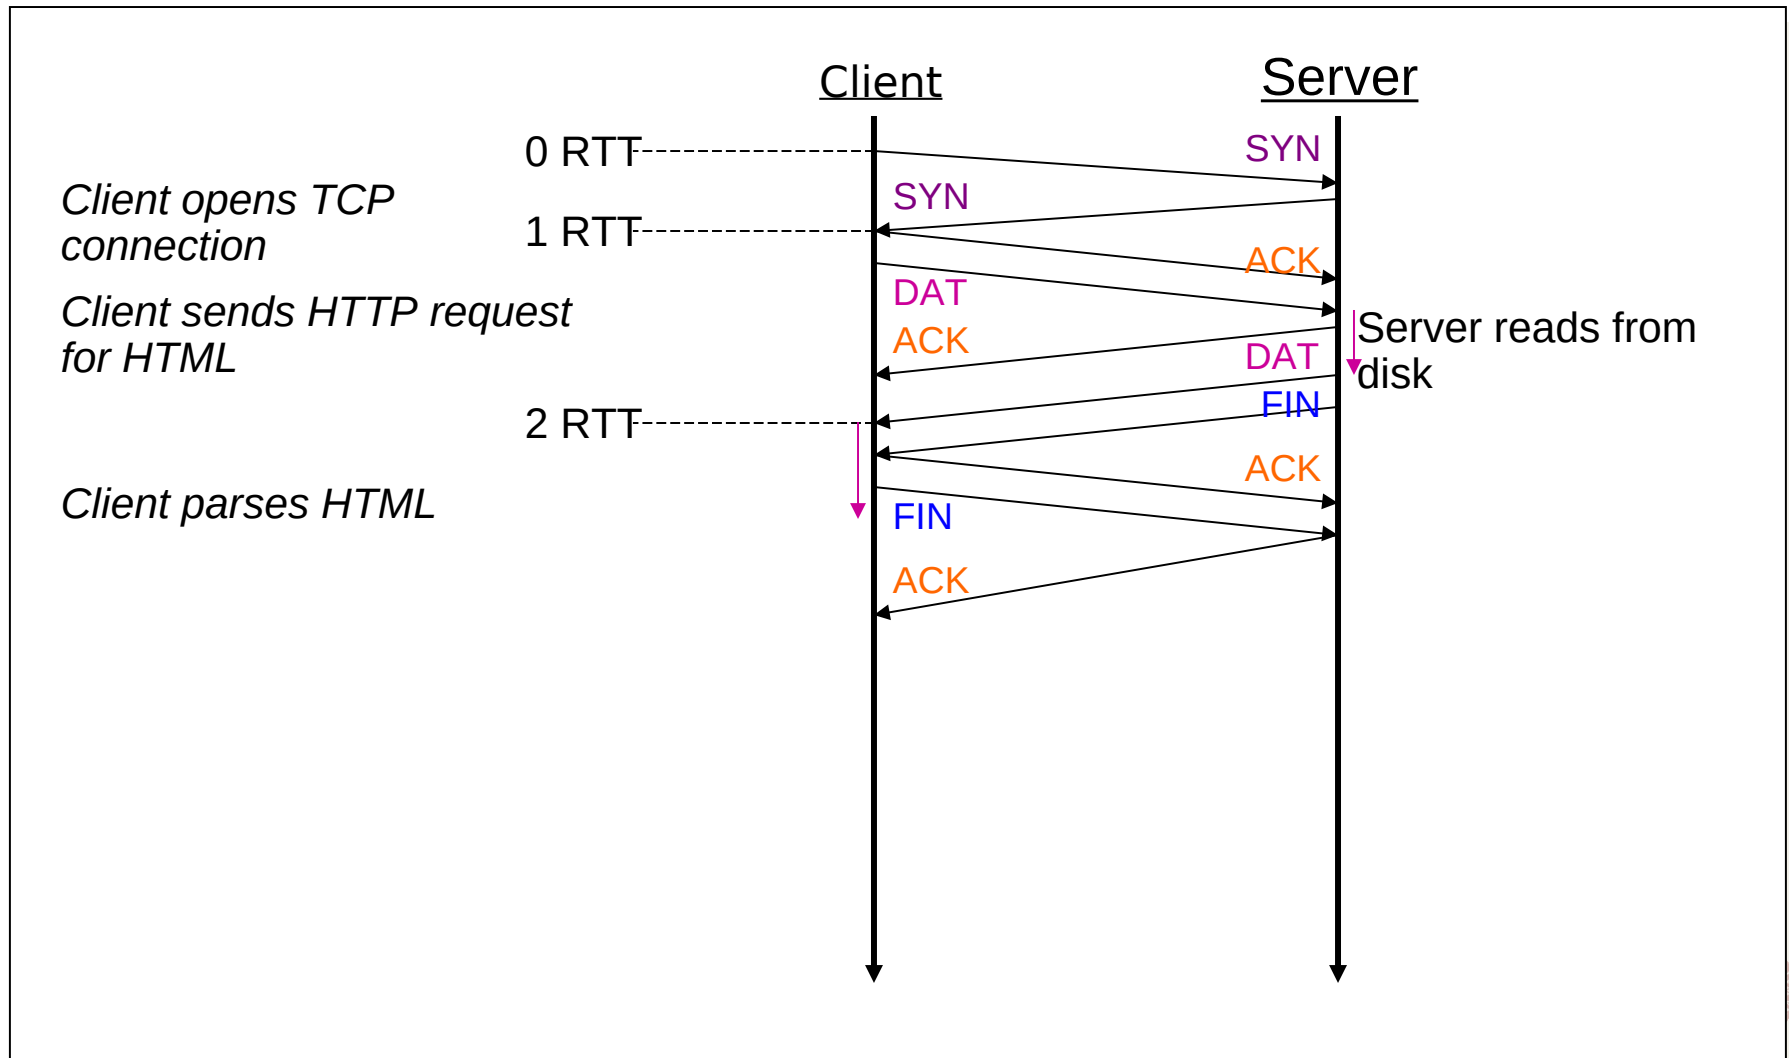 Client
Server
0 RTT
SYN
Client opens TCP
connection
SYN
1 RTT
ACK
Client sends HTTP request
for HTML
DAT
Server reads from
disk
ACK
DAT
FIN
2 RTT
ACK
Client parses HTML
FIN
ACK